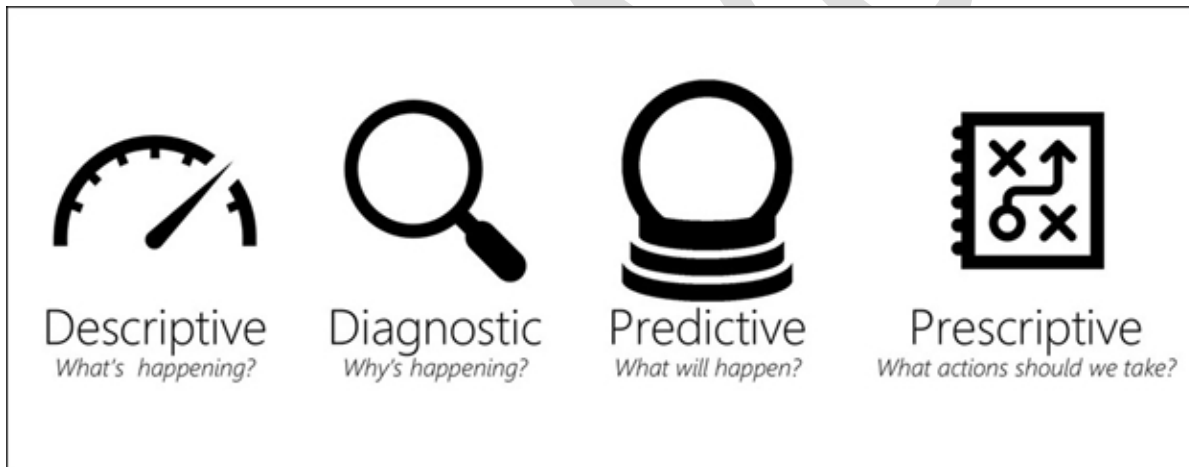 Descriptive
What's happening?
Diagnostic
Why's happening?
Predictive
What will happen?
Prescriptive
What actions should we take?